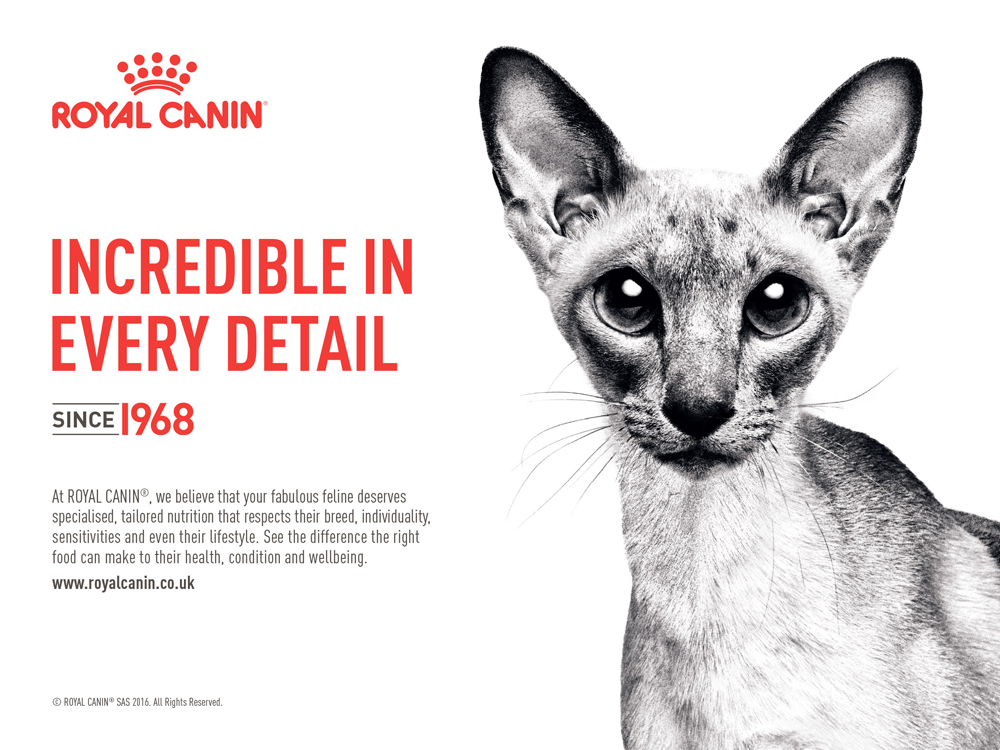 ROYAL CANIN®
INCREDIBLE IN
EVERY DETAIL
SINCE 1968
At ROYAL CANIN®, we believe that your fabulous feline deserves
specialised, tailored nutrition that respects their breed, individuality,
sensitivities and even their lifestyle. See the difference the right
food can make to their health, condition and wellbeing.
www.royalcanin.co.uk
© ROYAL CANIN® SAS 2016. All Rights Reserved.